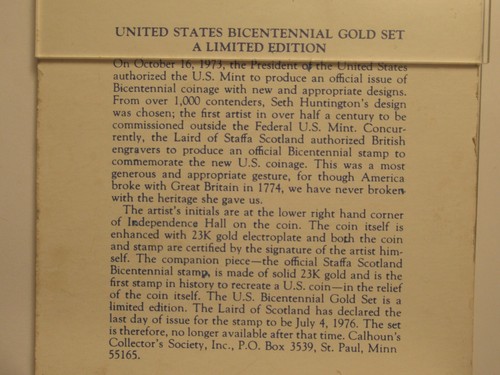 UNITED STATES BICENTENNIAL GOLD SET
A LIMITED EDITION
On October 16, 1973, the President of the United States
authorized the U.S. Mint to produce an official issue of
Bicentennial coinage with new and appropriate designs.
From over 1,000 contenders, Seth Huntington's design
was chosen; the first artist in over half a century to be
commissioned outside the Federal U.S. Mint. Concur-
rently, the Laird of Staffa Scotland authorized British
engravers to produce an official Bicentennial stamp to
commemorate the new U.S. coinage. This was a most
generous and appropriate gesture, for though America
broke with Great Britain in 1774, we have never broken
with the heritage she gave us.
The artist's initials are at the lower right hand corner
of Independence Hall on the coin. The coin itself is
enhanced with 23K gold electroplate and both the coin
and stamp are certified by the signature of the artist him-
self. The companion piece—the official Staffa Scotland
Bicentennial stamp, is made of solid 23K gold and is the
first stamp in history to recreate a U.S. coin—in the relief
of the coin itself. The U.S. Bicentennial Gold Set is a
limited edition. The Laird of Scotland has declared the
last day of issue for the stamp to be July 4, 1976. The set
is therefore, no longer available after that time. Calhoun's
Collector's Society, Inc., P.O. Box 3539, St. Paul, Minn
55165.